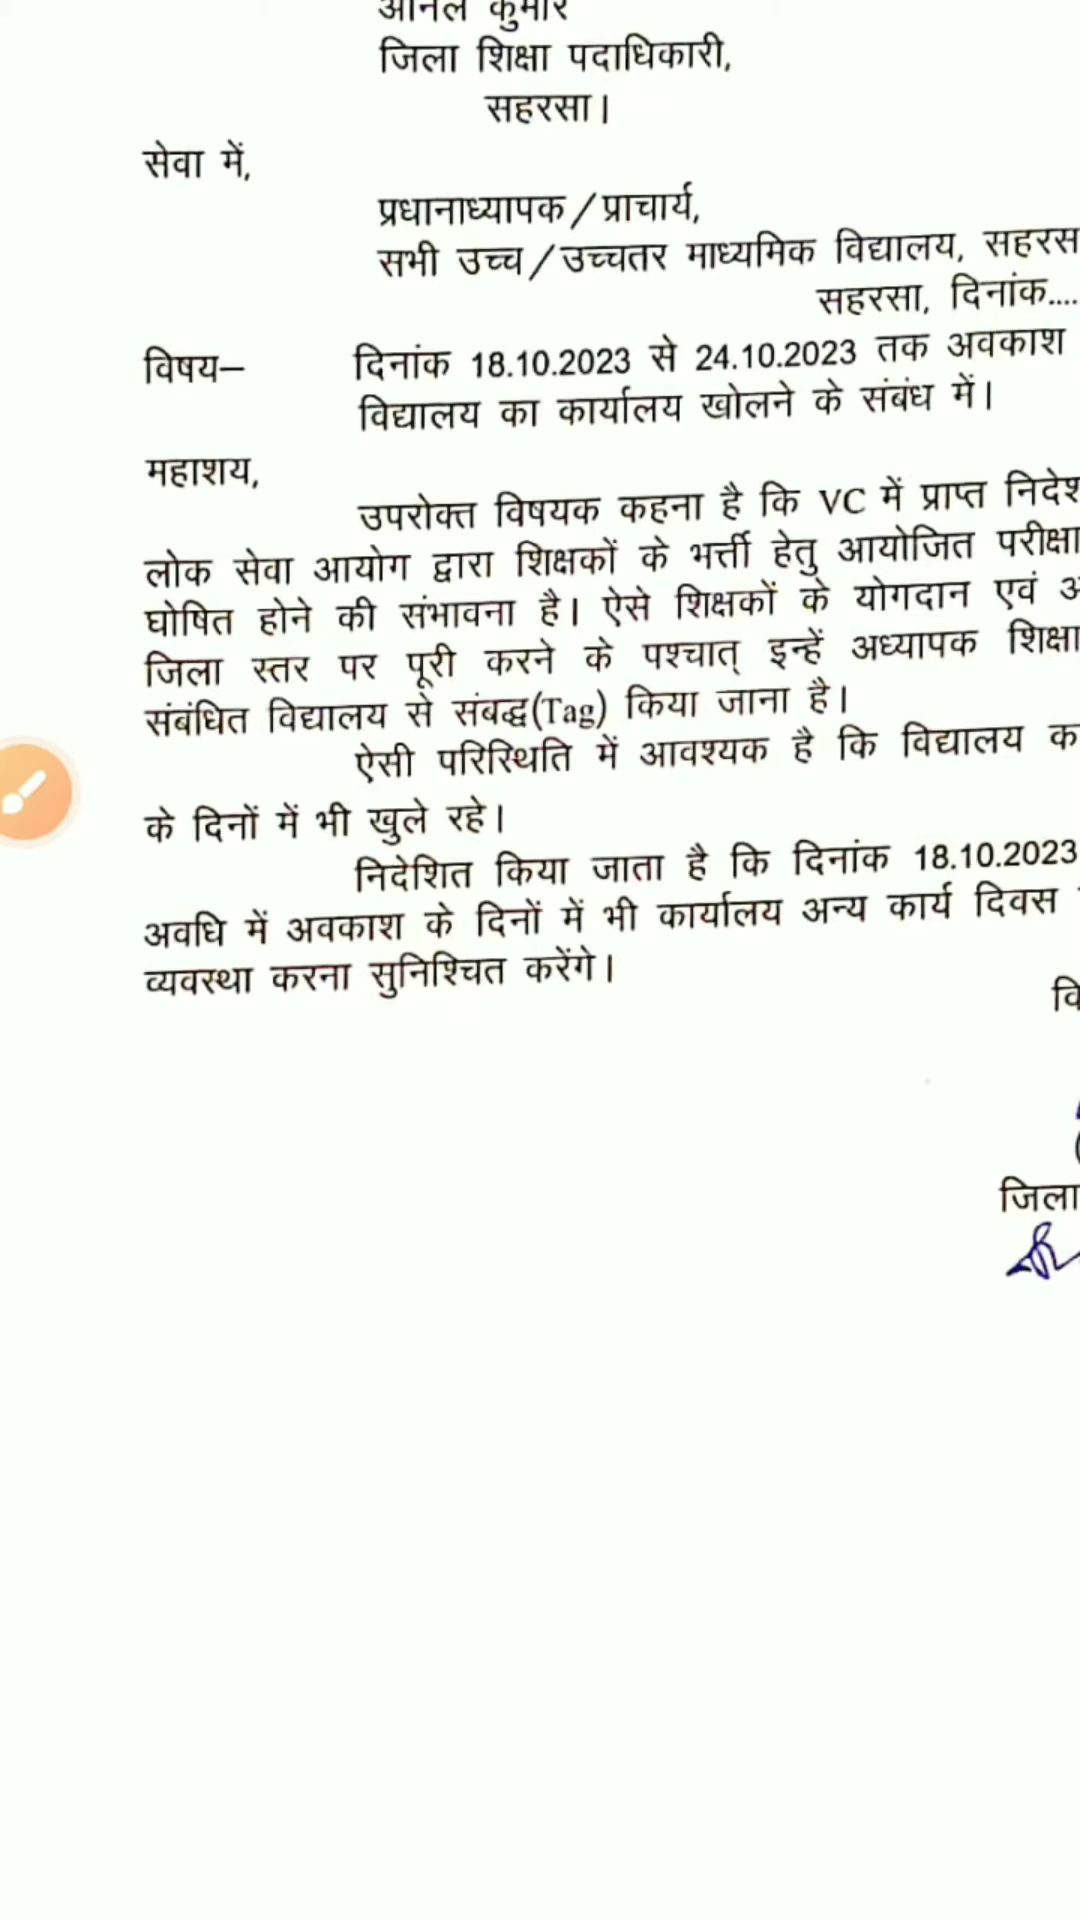 अनिल कुमार
जिला शिक्षा पदाधिकारी,
सहरसा।
सेवा में,
प्रधानाध्यापक/प्राचार्य,
सभी उच्च/उच्चतर माध्यमिक विद्यालय, सहरस
सहरसा, दिनांक....
विषय– दिनांक 18.10.2023 से 24.10.2023 तक अवकाश
विद्यालय का कार्यालय खोलने के संबंध में।
महाशय,
उपरोक्त विषयक कहना है कि VC में प्राप्त निदेश
लोक सेवा आयोग द्वारा शिक्षकों के भर्त्ती हेतु आयोजित परीक्षा
घोषित होने की संभावना है। ऐसे शिक्षकों के योगदान एवं
जिला स्तर पर पूरी करने के पश्चात् इन्हें अध्यापक शिक्षा
संबंधित विद्यालय से संबद्ध(Tag) किया जाना है।
ऐसी परिस्थिति में आवश्यक है कि विद्यालय क
के दिनों में भी खुले रहे।
निदेशित किया जाता है कि दिनांक 18.10.2023
अवधि में अवकाश के दिनों में भी कार्यालय अन्य कार्य दिवस
व्यवस्था करना सुनिश्चित करेंगे।
वि
जिला